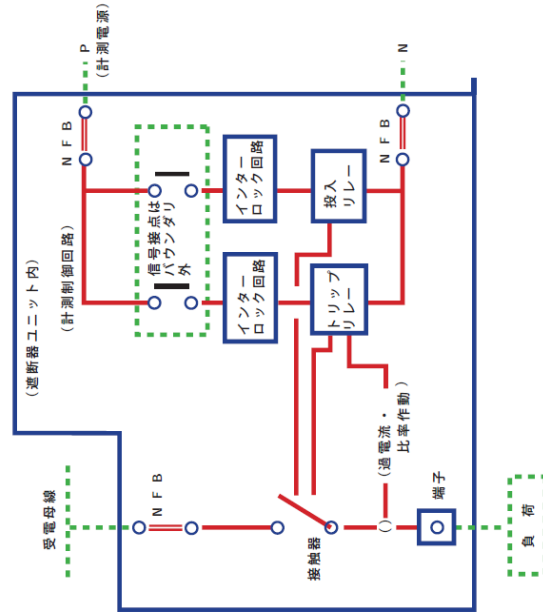 (遮断器ユニット内)
(計測制御回路)
NFB
P
(計測電源)
信号接点は
バウンダリ
外
インター
ロック回路
インター
ロック回路
トリップ
リレー
投入
リレー
NFB
N
受電母線
NFB
接触器
(過電流・
比率作動)
()
端子
負荷